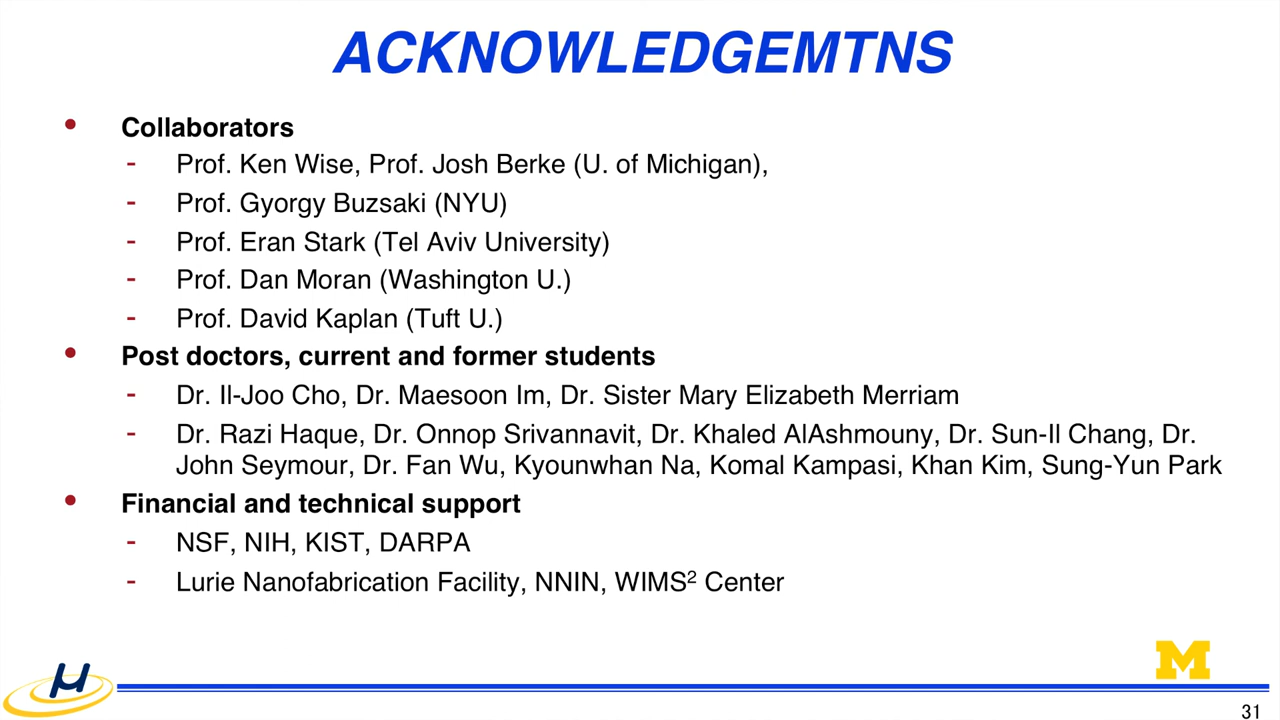 ACKNOWLEDGEMTNS
• Collaborators
- Prof. Ken Wise, Prof. Josh Berke (U. of Michigan),
- Prof. Gyorgy Buzsaki (NYU)
- Prof. Eran Stark (Tel Aviv University)
- Prof. Dan Moran (Washington U.)
- Prof. David Kaplan (Tuft U.)
• Post doctors, current and former students
- Dr. Il-Joo Cho, Dr. Maesoon Im, Dr. Sister Mary Elizabeth Merriam
- Dr. Razi Haque, Dr. Onnop Srivannavit, Dr. Khaled AlAshmouny, Dr. Sun-Il Chang, Dr.
John Seymour, Dr. Fan Wu, Kyounwhan Na, Komal Kampasi, Khan Kim, Sung-Yun Park
• Financial and technical support
- NSF, NIH, KIST, DARPA
- Lurie Nanofabrication Facility, NNIN, WIMS² Center
M
μ
31